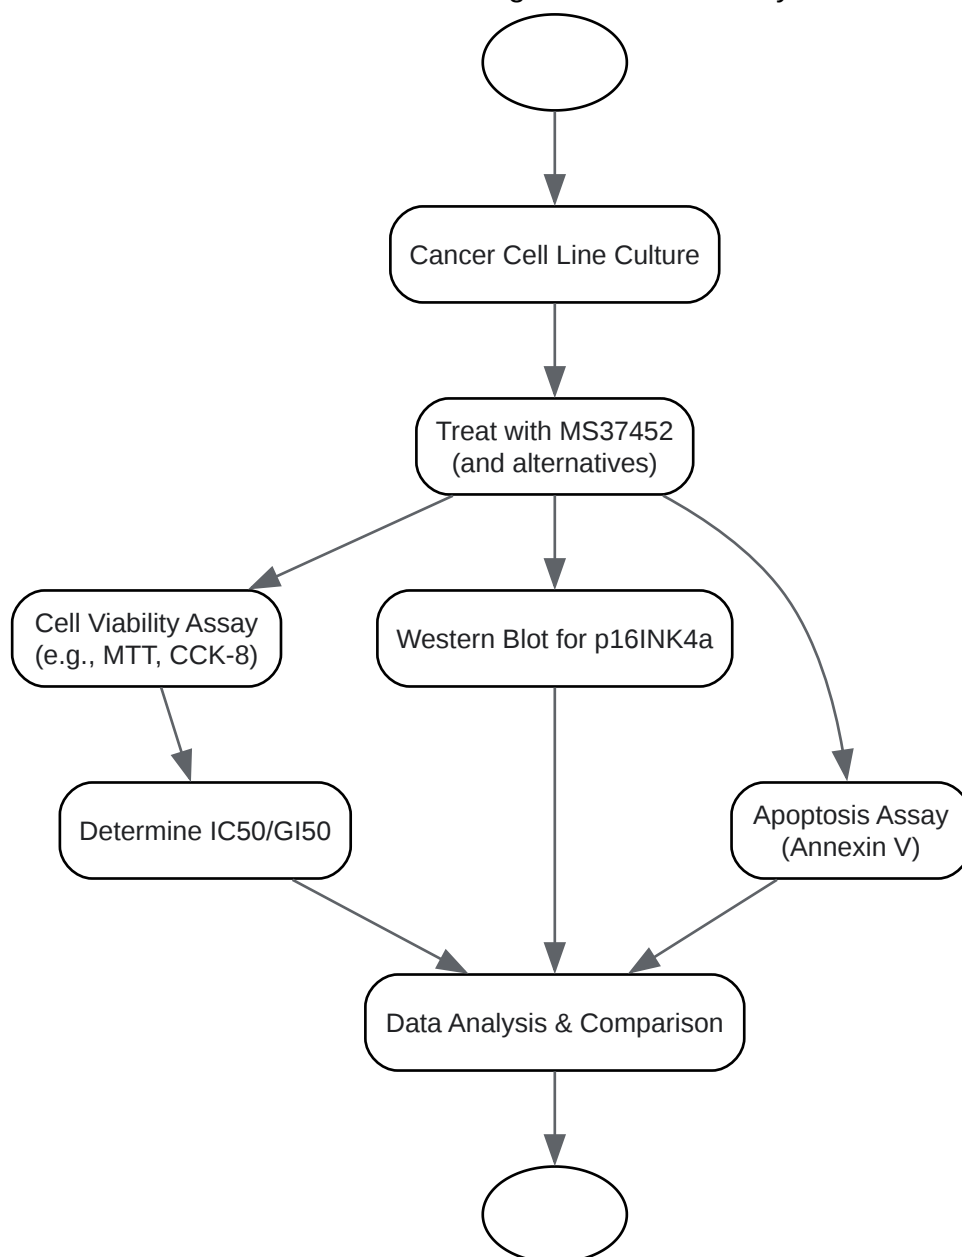 Cancer Cell Line Culture
Treat with MS37452
(and alternatives)
Cell Viability Assay
(e.g., MTT, CCK-8)
Western Blot for p16INK4a
Determine IC50/GI50
Apoptosis Assay
(Annexin V)
Data Analysis & Comparison